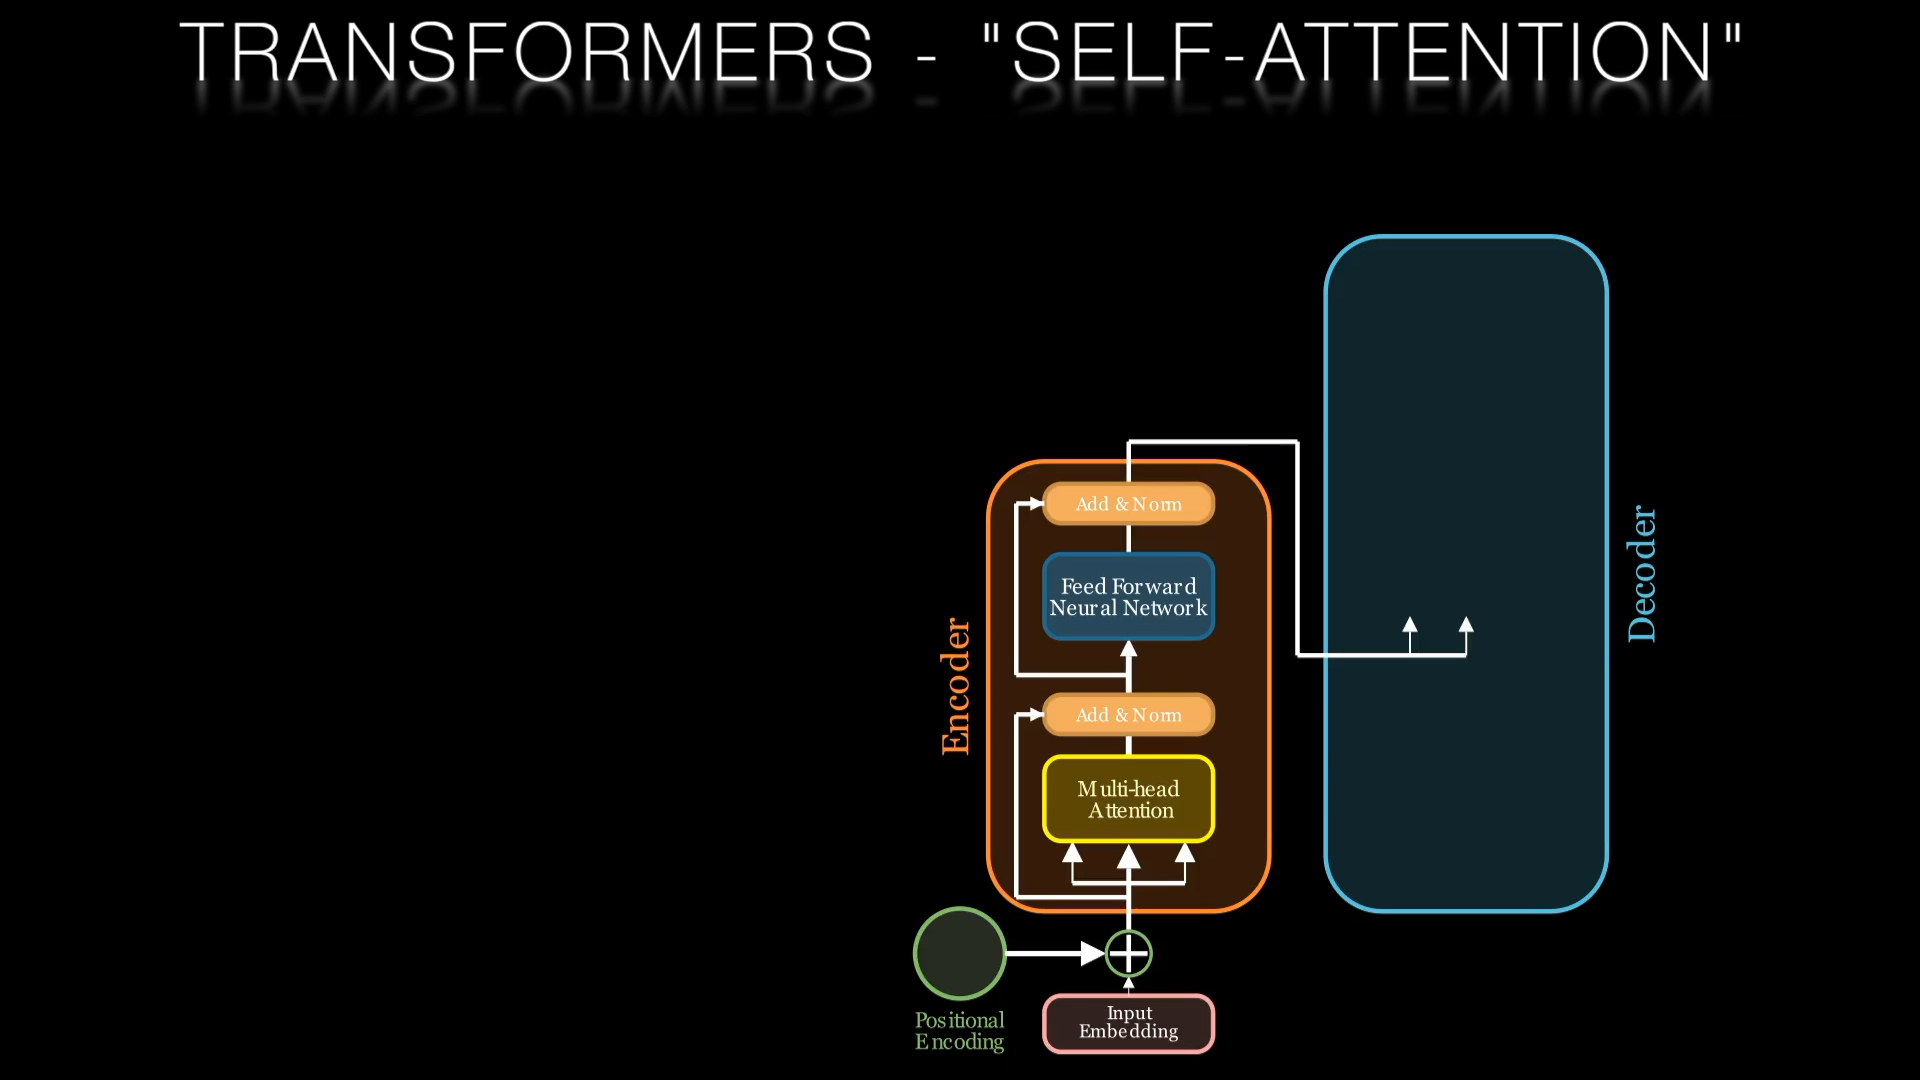 TRANSFORMERS - "SELF-ATTENTION"
Add & Norm
Feed Forward
Neural Network
Encoder
Decoder
Add & Norm
Multi-head
Attention
Positional
Encoding
Input
Embedding